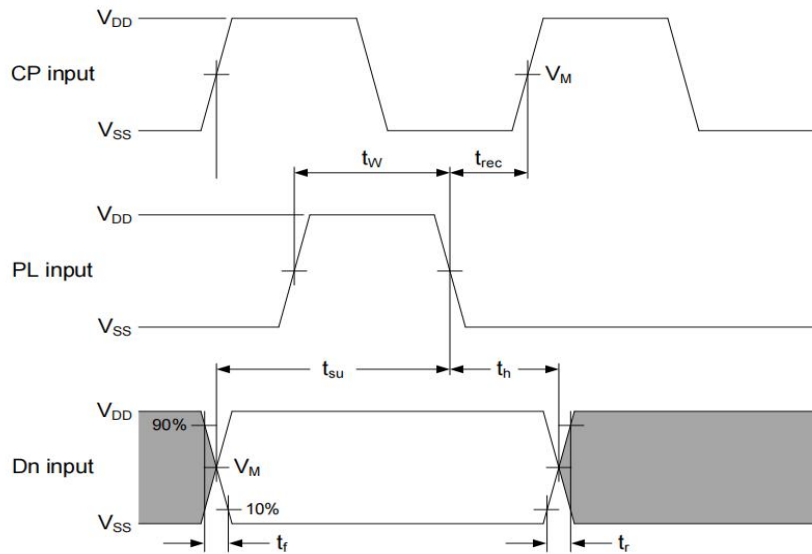 V_DD
CP input
V_M
V_SS
t_W
t_rec
V_DD
PL input
V_SS
t_su
t_h
V_DD
90%
Dn input
V_M
10%
V_SS
t_f
t_r